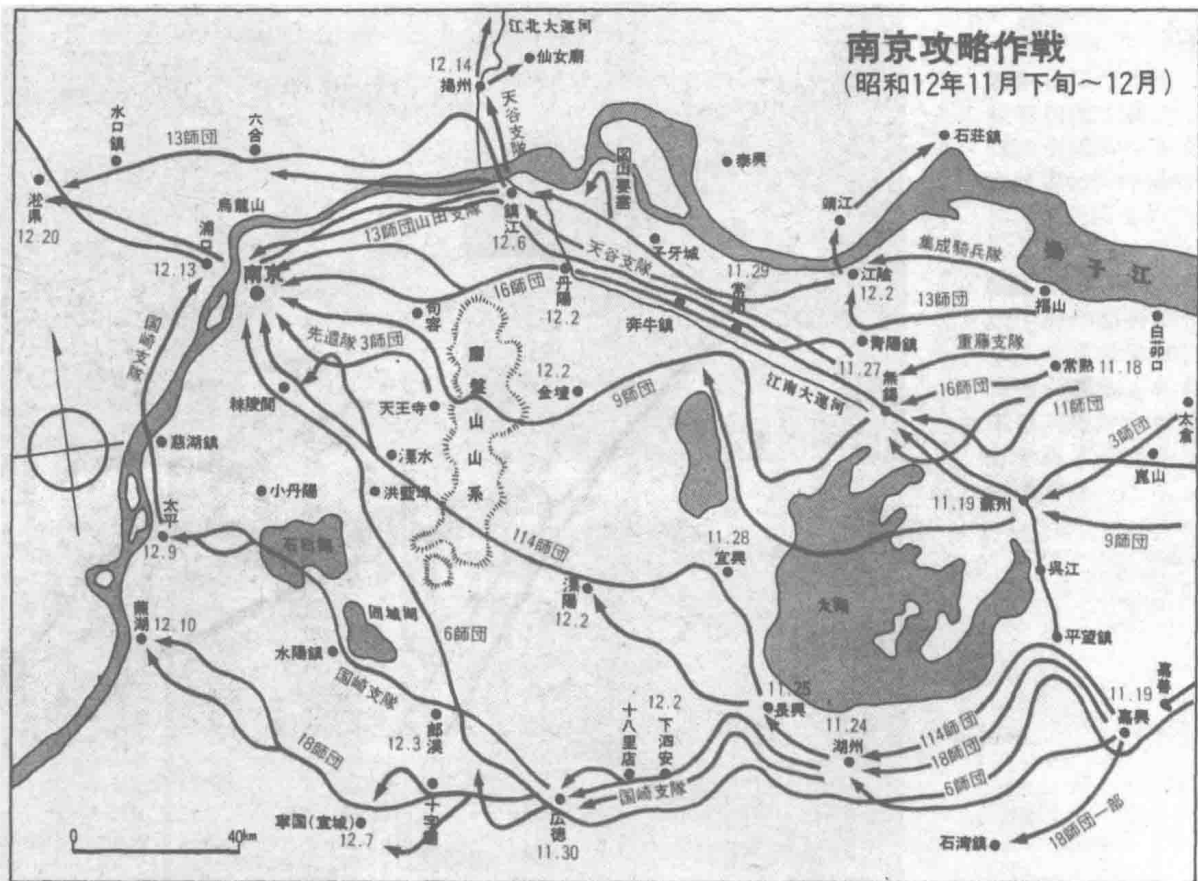 南京攻略作戦
(昭和12年11月下旬～12月)
江北大運河
仙女廟
12.14
揚州
天谷支隊
水口鎮
六合
13師団
石荘鎮
泰興
靖江
烏龍山
12.20
浦口
12.13
南京
13師団山田支隊
鎮江
12.6
子牙城
天谷支隊
11.29
江陰
12.2
集成騎兵隊
揚子江
13師団
福山
白茆口
16師団
丹陽
12.2
常州
奔牛鎮
青陽鎮
句容
国崎支隊
先遣隊3師団
磨盤山山系
12.2
金壇
9師団
11.27
無錫
江南大運河
重藤支隊
常熟
11.18
16師団
11師団
太倉
秣陵関
天王寺
慈湖鎮
溧水
3師団
崑山
小丹陽
洪藍埠
太平
12.9
石臼湖
114師団
11.28
宜興
11.19
蘇州
9師団
呉江
溧陽
12.2
太湖
蕪湖
12.10
固城湖
水陽鎮
6師団
平望鎮
国崎支隊
11.25
長興
11.19
嘉善
嘉興
12.3
郎渓
十八里店
12.2
下泗安
11.24
湖州
114師団
18師団
6師団
18師団
国崎支隊
広徳
11.30
十字鋪
寧国(宣城)
12.7
18師団一部
石湾鎮
0
40km